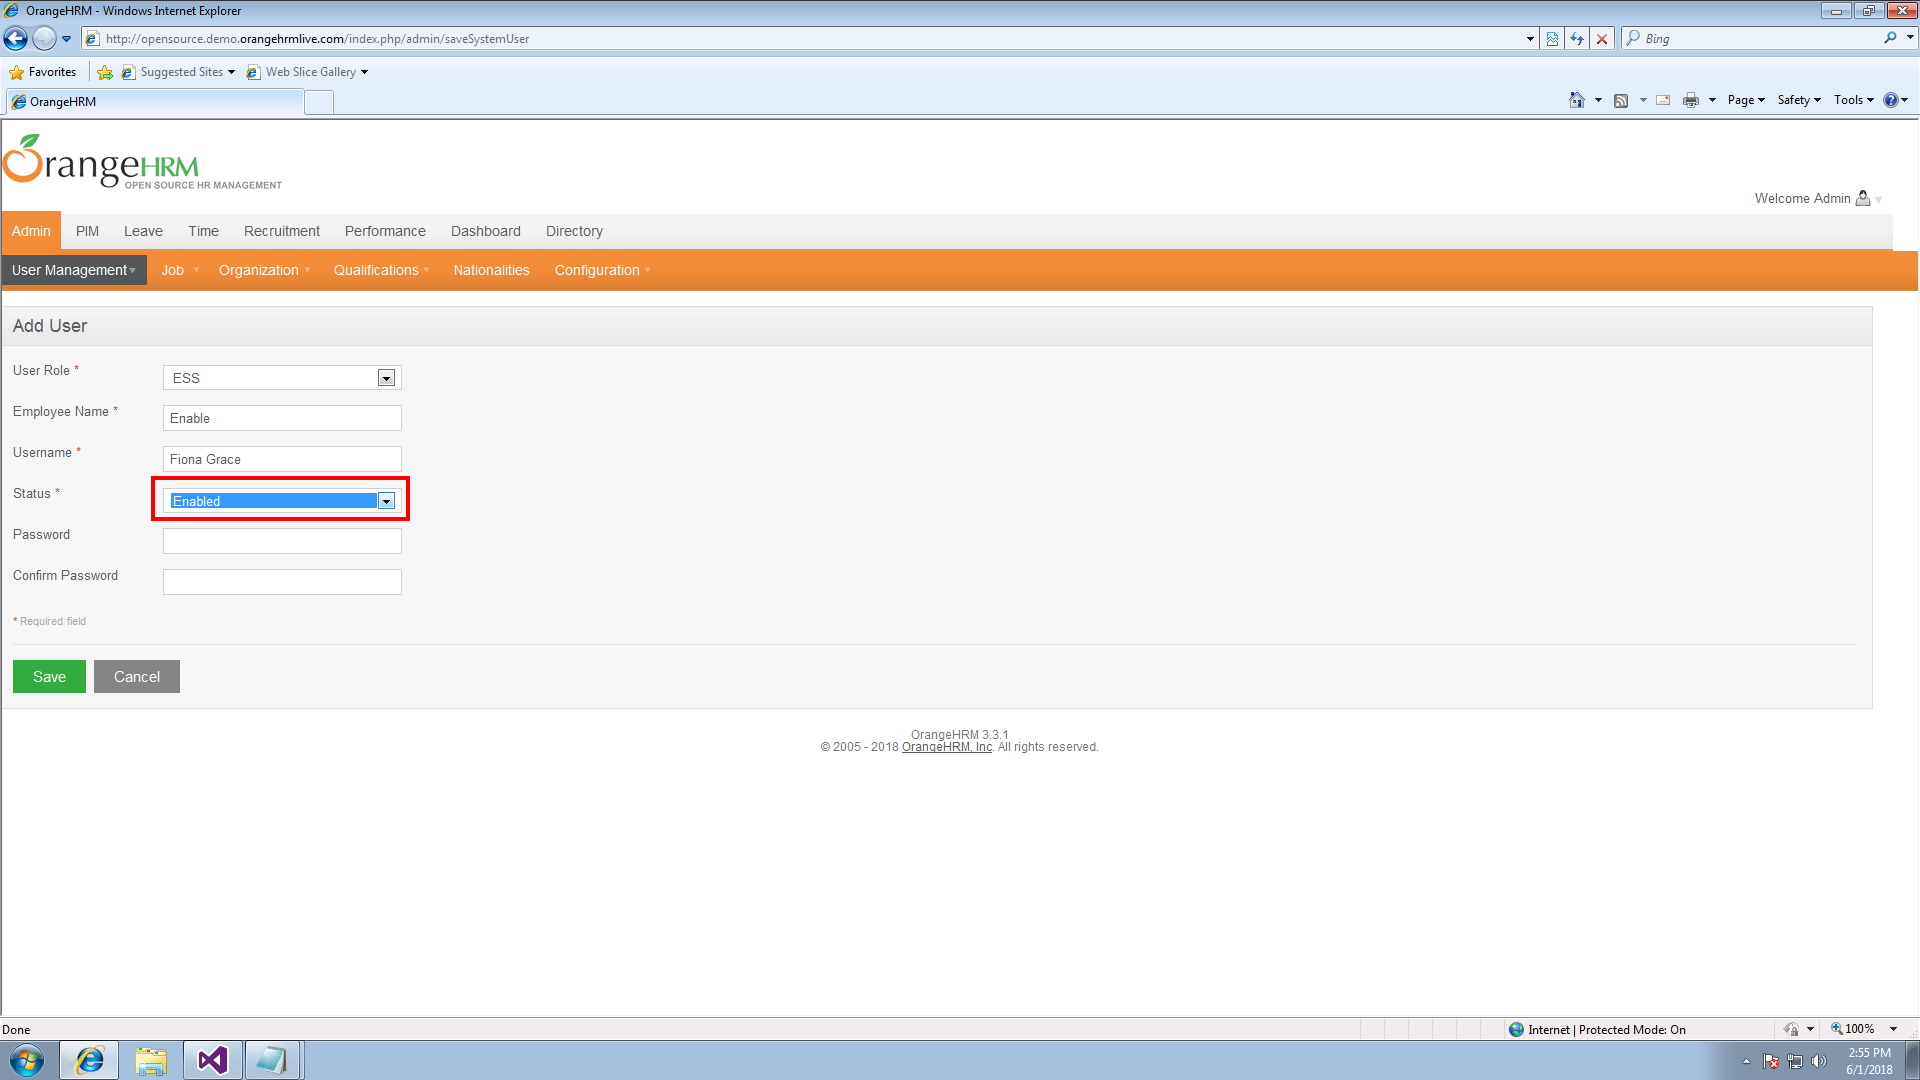 OrangeHRM - Windows Internet Explorer
http://opensource.demo.orangehrmlive.com/index.php/admin/saveSystemUser
Bing
Favorites Suggested Sites Web Slice Gallery
OrangeHRM
Page Safety Tools
OrangeHRM
OPEN SOURCE HR MANAGEMENT
Welcome Admin
Admin PIM Leave Time Recruitment Performance Dashboard Directory
User Management Job Organization Qualifications Nationalities Configuration
Add User
User Role * ESS
Employee Name * Enable
Username * Fiona Grace
Status * Enabled
Password
Confirm Password
* Required field
Save Cancel
OrangeHRM 3.3.1
© 2005 - 2018 OrangeHRM, Inc. All rights reserved.
Done Internet | Protected Mode: On 100%
2:55 PM
6/1/2018